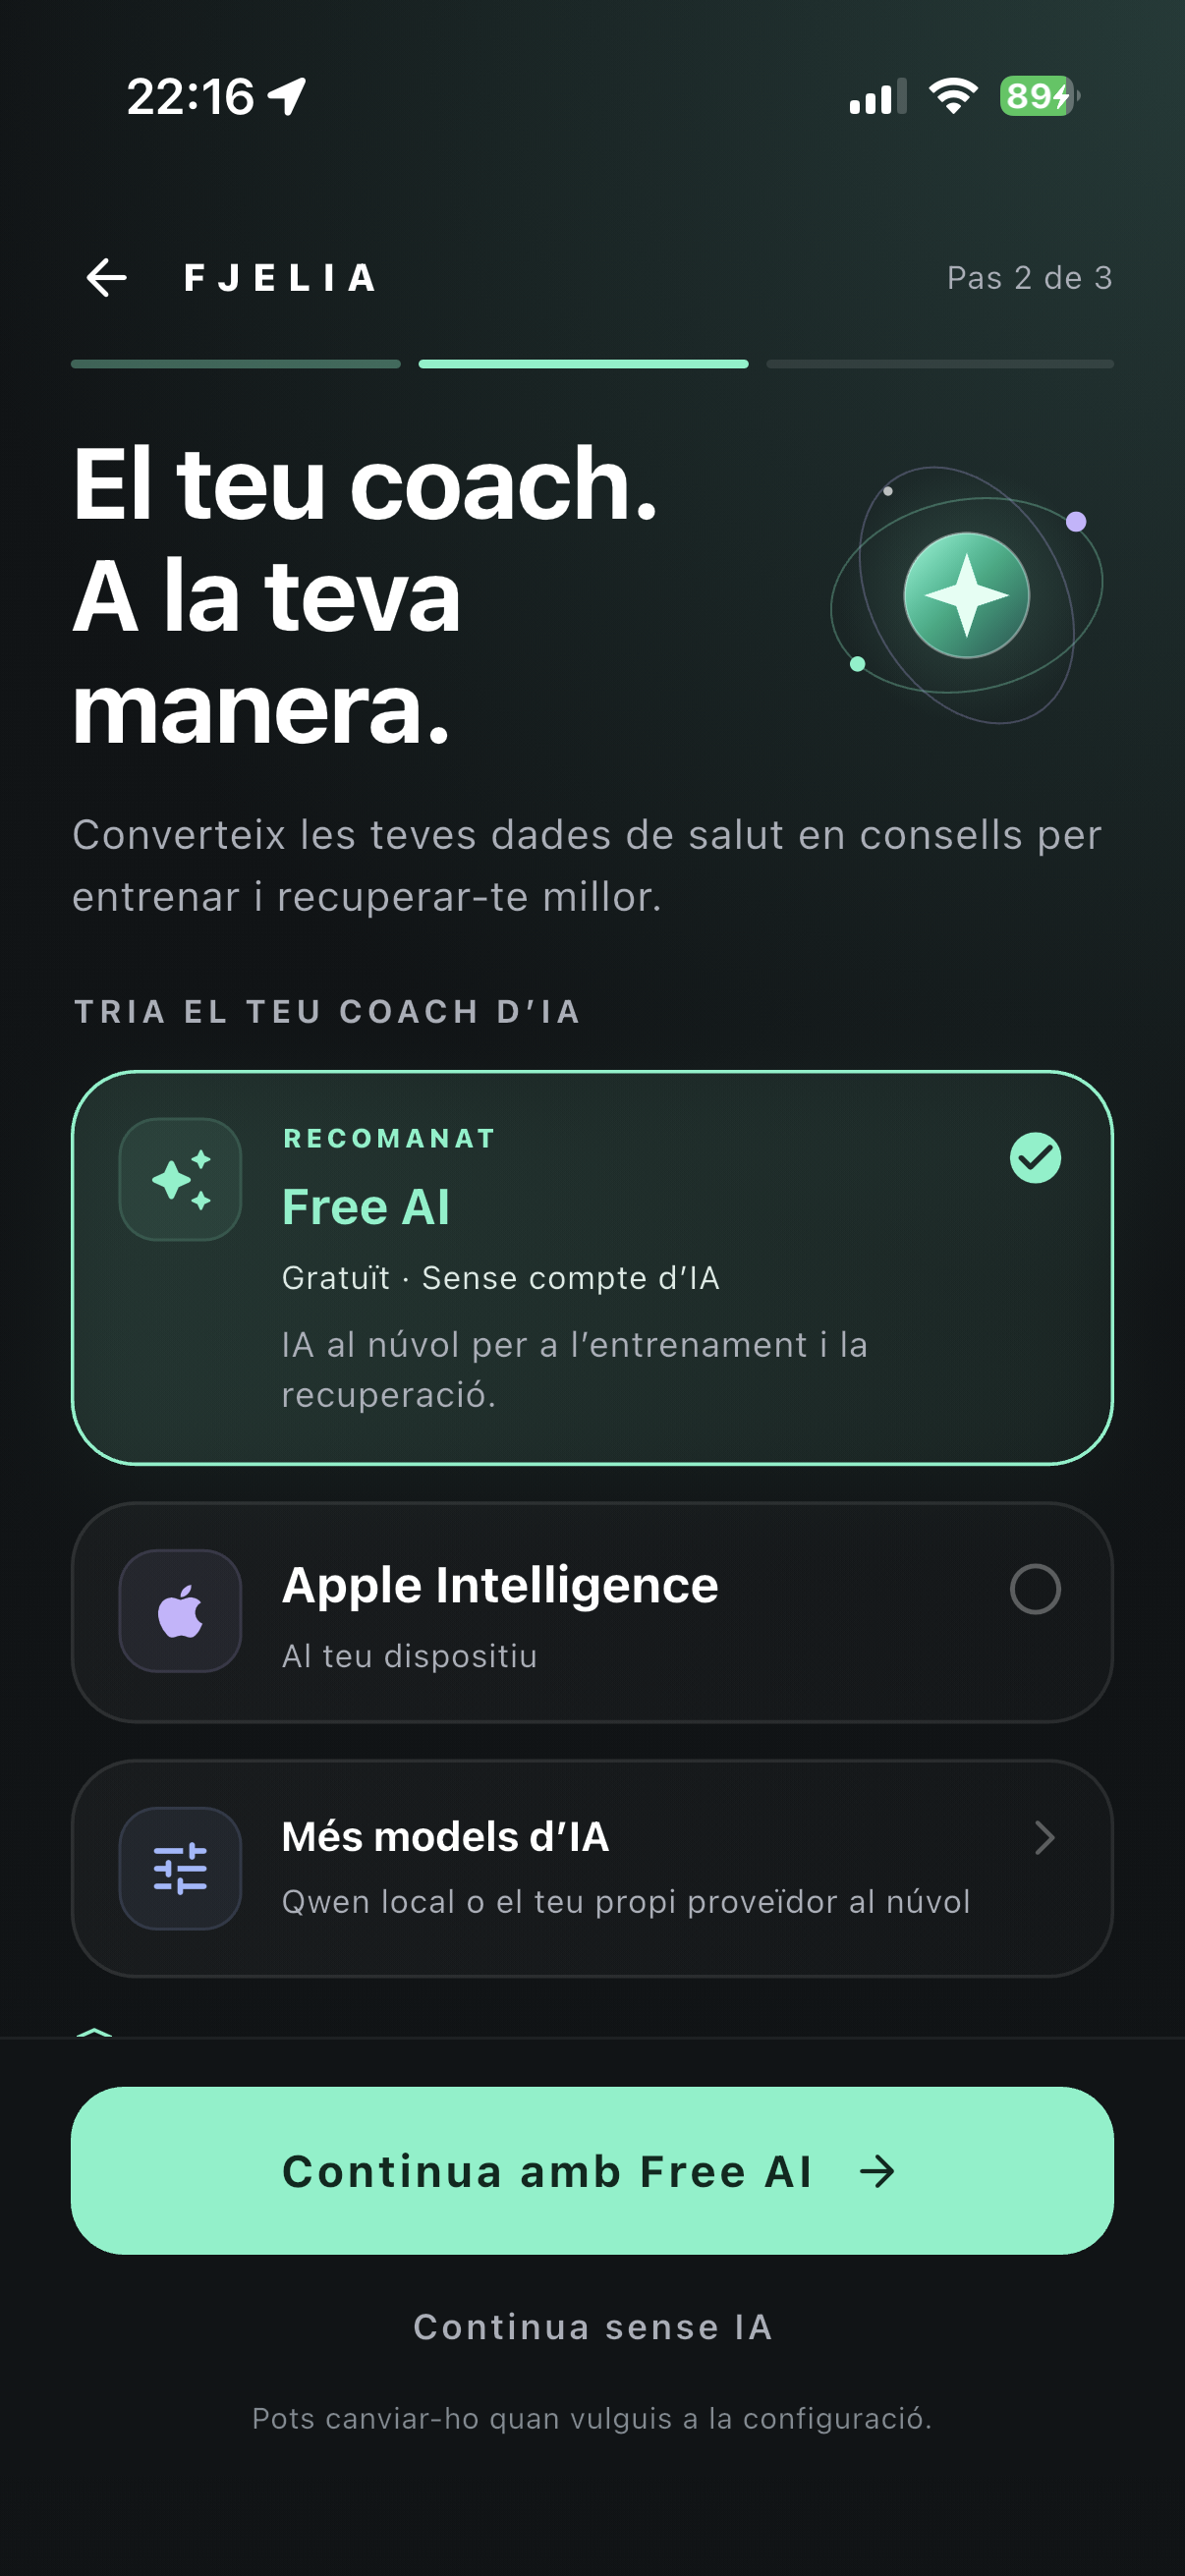 22:16
89
FJELIA
Pas 2 de 3
El teu coach.
A la teva
manera.
Converteix les teves dades de salut en consells per
entrenar i recuperar-te millor.
TRIA EL TEU COACH D’IA
RECOMANAT
Free AI
Gratuït · Sense compte d’IA
IA al núvol per a l’entrenament i la
recuperació.
Apple Intelligence
Al teu dispositiu
Més models d’IA
Qwen local o el teu propi proveïdor al núvol
Continua amb Free AI
Continua sense IA
Pots canviar-ho quan vulguis a la configuració.